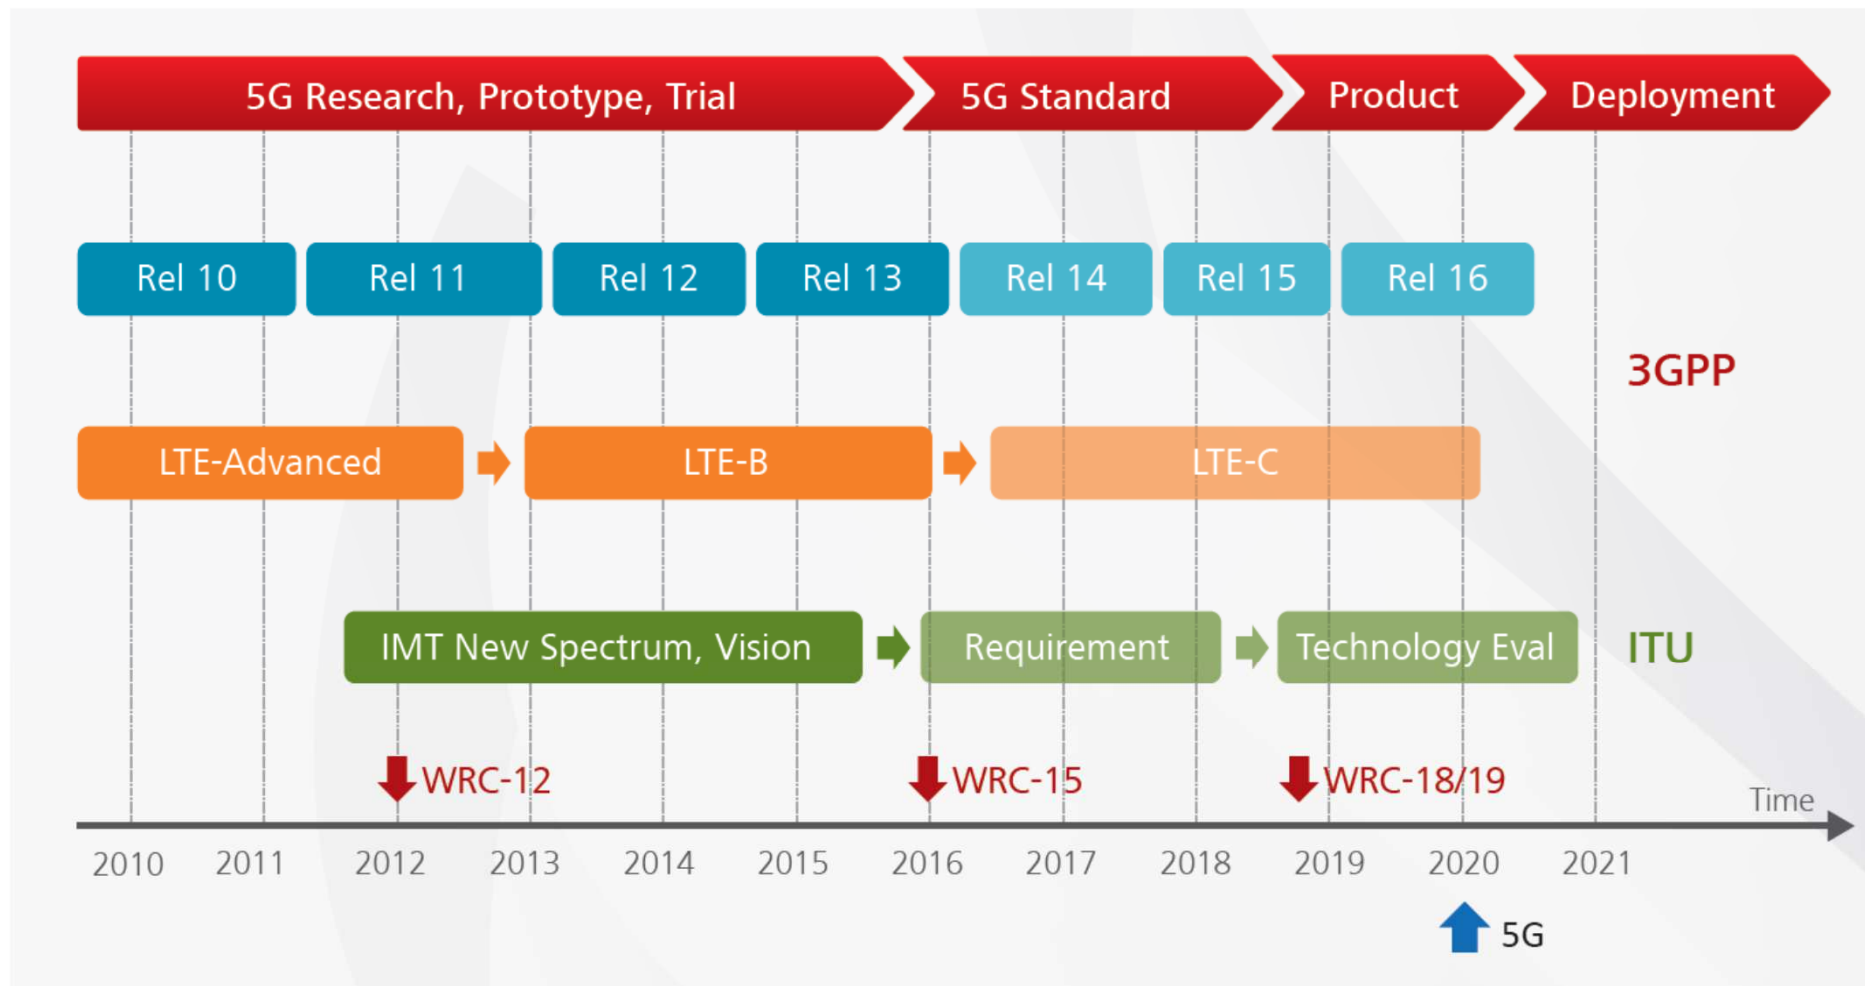 5G Research, Prototype, Trial
5G Standard
Product
Deployment
Rel 10
Rel 11
Rel 12
Rel 13
Rel 14
Rel 15
Rel 16
3GPP
LTE-Advanced
LTE-B
LTE-C
IMT New Spectrum, Vision
Requirement
Technology Eval
ITU
WRC-12
WRC-15
WRC-18/19
Time
2010
2011
2012
2013
2014
2015
2016
2017
2018
2019
2020
2021
5G